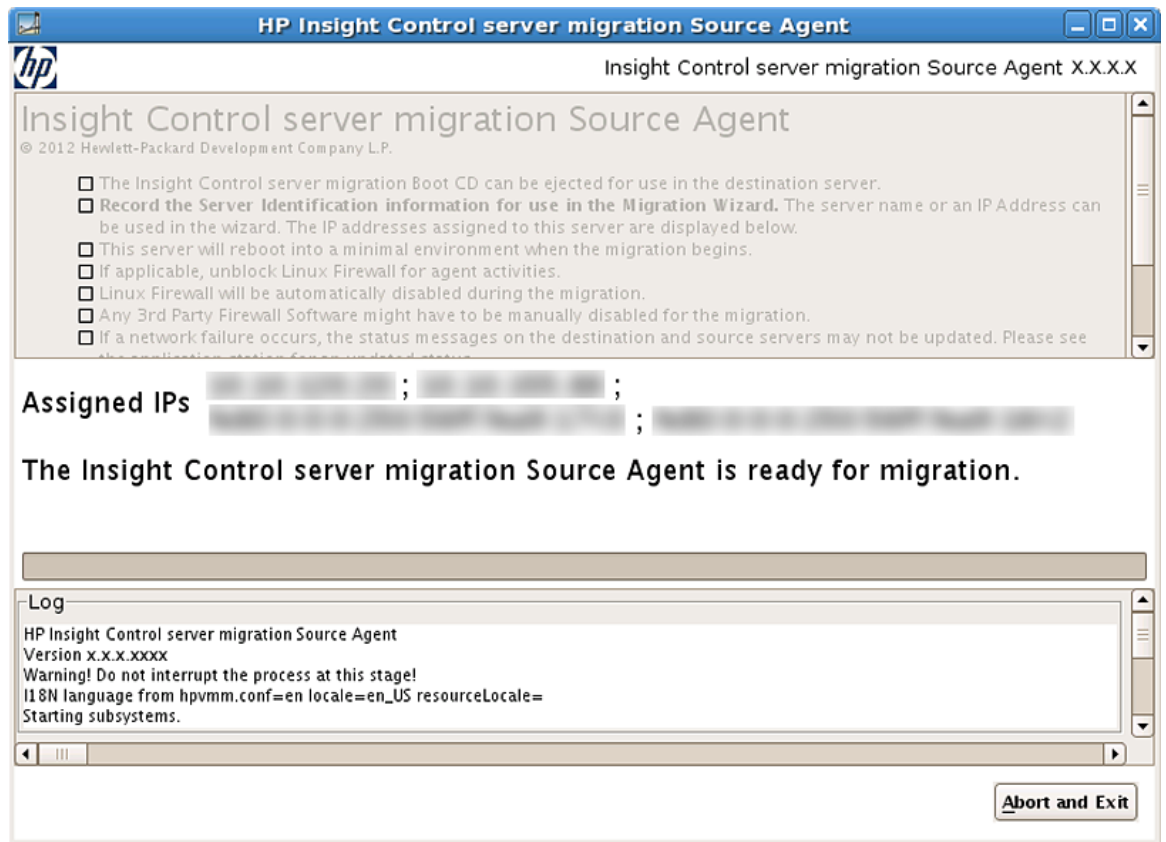 HP Insight Control server migration Source Agent
hp
Insight Control server migration Source Agent X.X.X.X
Insight Control server migration Source Agent
© 2012 Hewlett-Packard Development Company L.P.
The Insight Control server migration Boot CD can be ejected for use in the destination server.
Record the Server Identification information for use in the Migration Wizard. The server name or an IP Address can
be used in the wizard. The IP addresses assigned to this server are displayed below.
This server will reboot into a minimal environment when the migration begins.
If applicable, unblock Linux Firewall for agent activities.
Linux Firewall will be automatically disabled during the migration.
Any 3rd Party Firewall Software might have to be manually disabled for the migration.
If a network failure occurs, the status messages on the destination and source servers may not be updated. Please see
the application station for an updated status.
Assigned IPs ; ;
;
The Insight Control server migration Source Agent is ready for migration.
Log
HP Insight Control server migration Source Agent
Version x.x.x.xxxx
Warning! Do not interrupt the process at this stage!
I18N language from hpvmm.conf=en locale=en_US resourceLocale=
Starting subsystems.
Abort and Exit